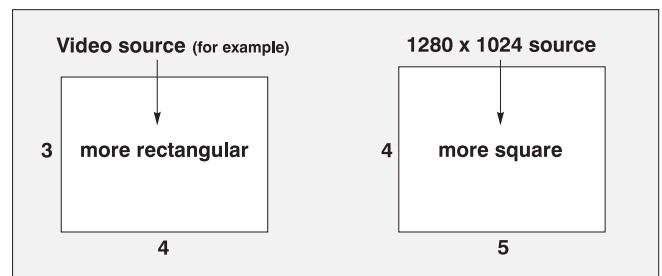 Video source (for example)
1280 x 1024 source
3
more rectangular
4
more square
4
5